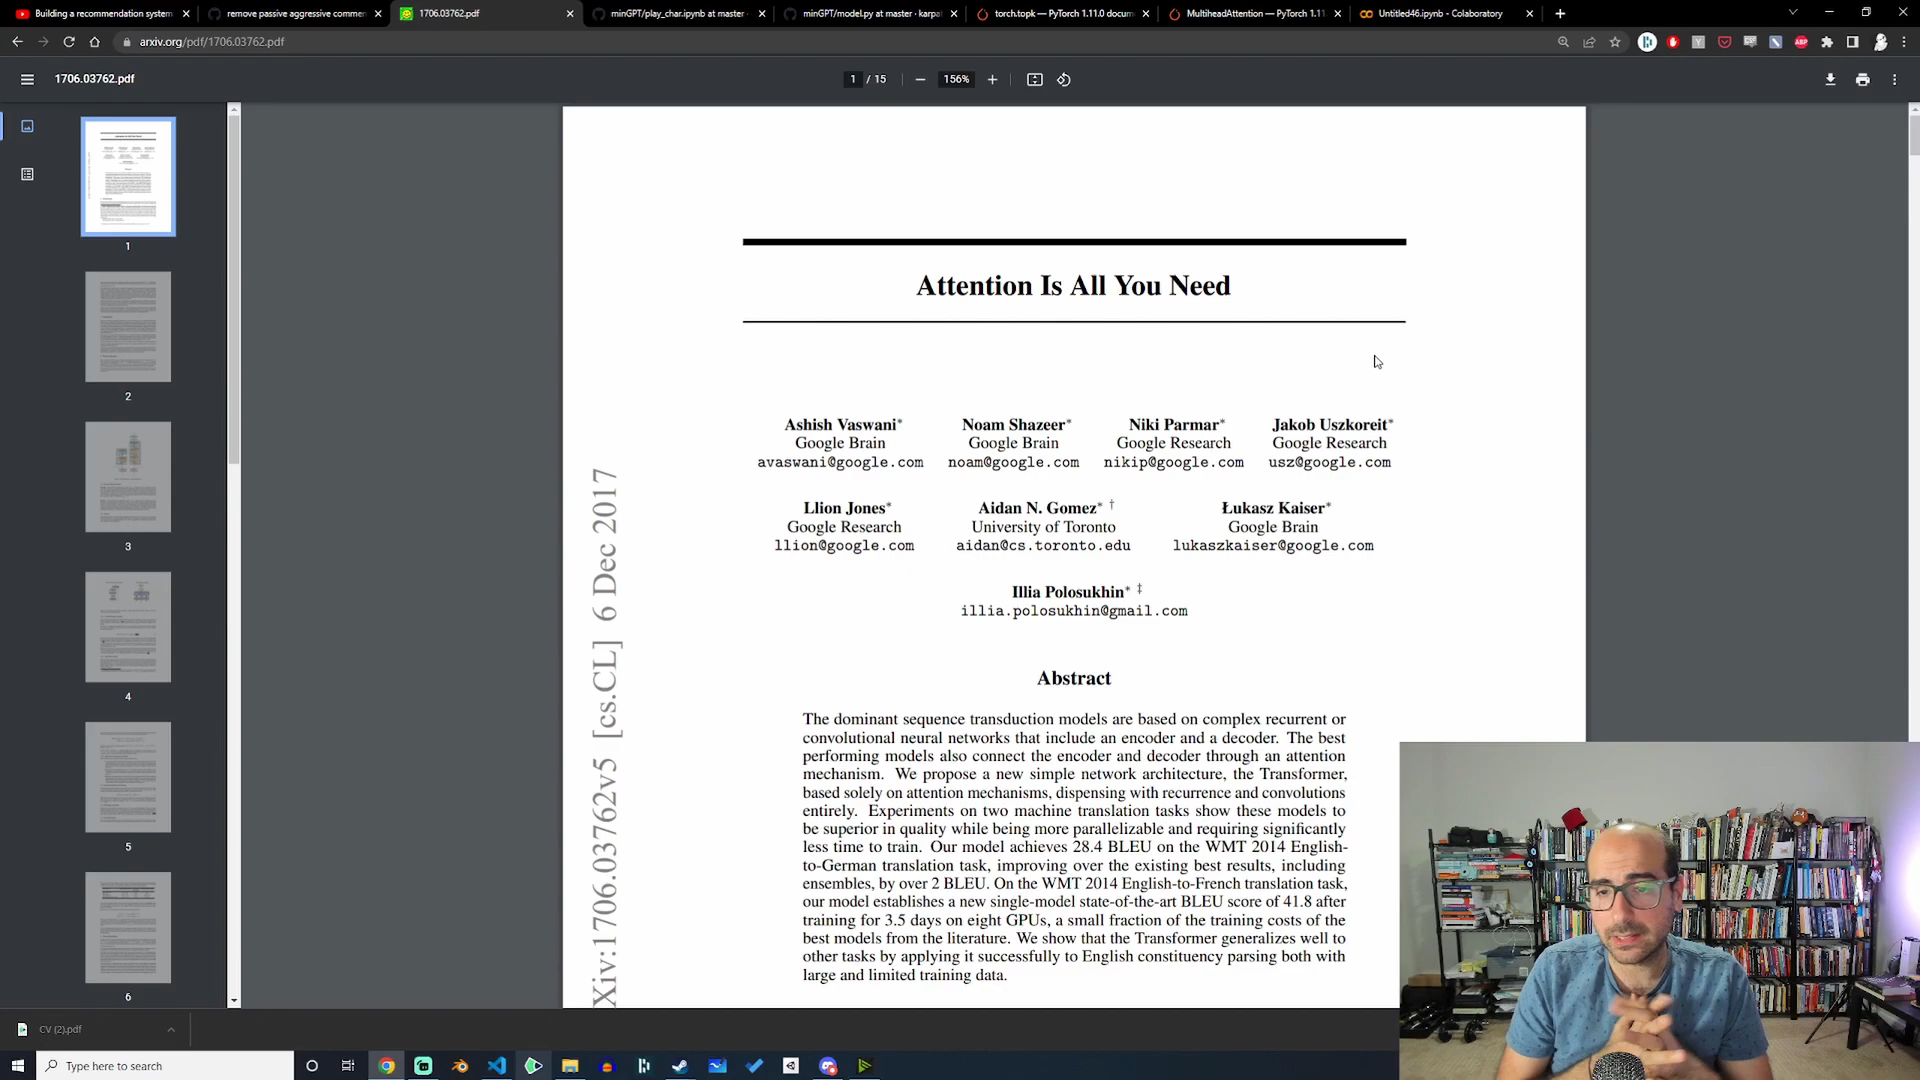 Building a recommendation system
remove passive aggressive commen
1706.03762.pdf
minGPT/play_char.ipynb at master
minGPT/model.py at master · karpa
torch.topk — PyTorch 1.11.0 docum
MultiheadAttention — PyTorch 1.11
Untitled46.ipynb - Colaboratory
arxiv.org/pdf/1706.03762.pdf
1706.03762.pdf
1 / 15
156%
Attention Is All You Need
Ashish Vaswani* Noam Shazeer* Niki Parmar* Jakob Uszkoreit*
Google Brain Google Brain Google Research Google Research
avaswani@google.com noam@google.com nikip@google.com usz@google.com
Llion Jones* Aidan N. Gomez* † Łukasz Kaiser*
Google Research University of Toronto Google Brain
llion@google.com aidan@cs.toronto.edu lukaszkaiser@google.com
Illia Polosukhin* ‡
illia.polosukhin@gmail.com
Abstract
The dominant sequence transduction models are based on complex recurrent or
convolutional neural networks that include an encoder and a decoder. The best
performing models also connect the encoder and decoder through an attention
mechanism. We propose a new simple network architecture, the Transformer,
based solely on attention mechanisms, dispensing with recurrence and convolutions
entirely. Experiments on two machine translation tasks show these models to
be superior in quality while being more parallelizable and requiring significantly
less time to train. Our model achieves 28.4 BLEU on the WMT 2014 English-
to-German translation task, improving over the existing best results, including
ensembles, by over 2 BLEU. On the WMT 2014 English-to-French translation task,
our model establishes a new single-model state-of-the-art BLEU score of 41.8 after
training for 3.5 days on eight GPUs, a small fraction of the training costs of the
best models from the literature. We show that the Transformer generalizes well to
other tasks by applying it successfully to English constituency parsing both with
large and limited training data.
Xiv:1706.03762v5 [cs.CL] 6 Dec 2017
1
2
3
4
5
6
CV (2).pdf
Type here to search